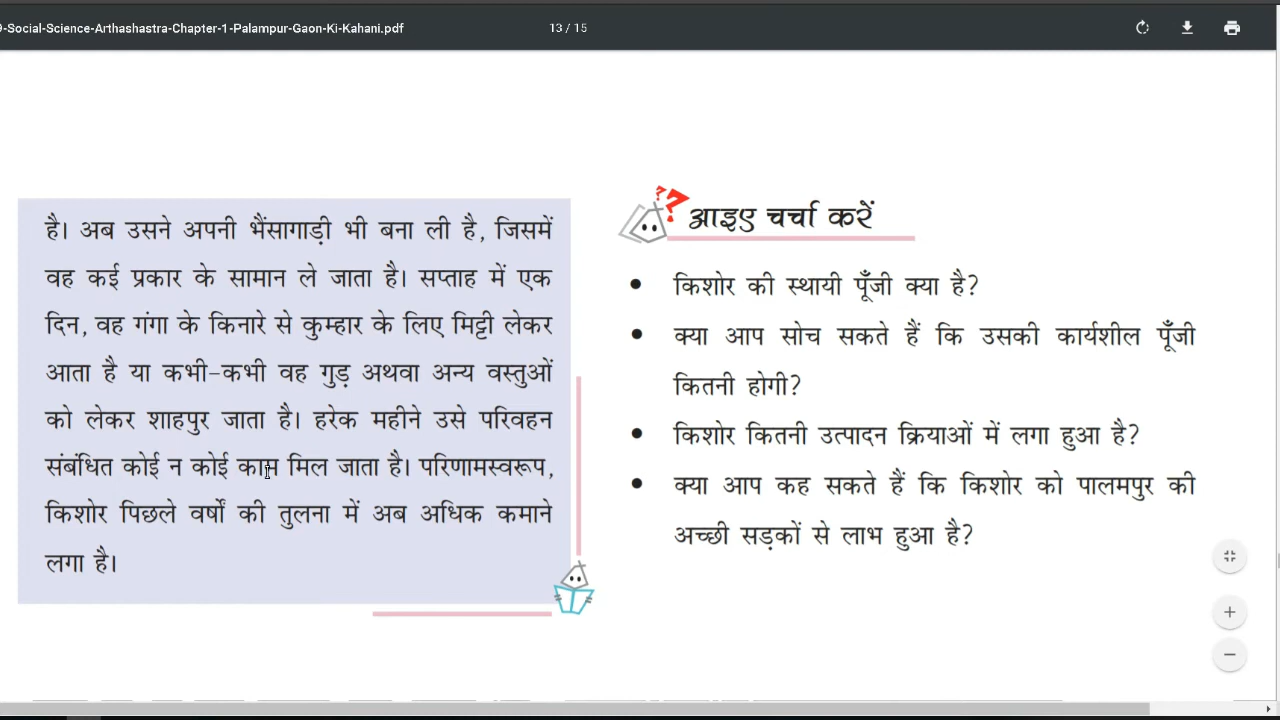 9-Social-Science-Arthashastra-Chapter-1-Palampur-Gaon-Ki-Kahani.pdf
13 / 15
है। अब उसने अपनी भैंसागाड़ी भी बना ली है, जिसमें
वह कई प्रकार के सामान ले जाता है। सप्ताह में एक
दिन, वह गंगा के किनारे से कुम्हार के लिए मिट्टी लेकर
आता है या कभी-कभी वह गुड़ अथवा अन्य वस्तुओं
को लेकर शाहपुर जाता है। हरेक महीने उसे परिवहन
संबंधित कोई न कोई काम मिल जाता है। परिणामस्वरूप,
किशोर पिछले वर्षों की तुलना में अब अधिक कमाने
लगा है।
आइए चर्चा करें
• किशोर की स्थायी पूँजी क्या है?
• क्या आप सोच सकते हैं कि उसकी कार्यशील पूँजी
कितनी होगी?
• किशोर कितनी उत्पादन क्रियाओं में लगा हुआ है?
• क्या आप कह सकते हैं कि किशोर को पालमपुर की
अच्छी सड़कों से लाभ हुआ है?